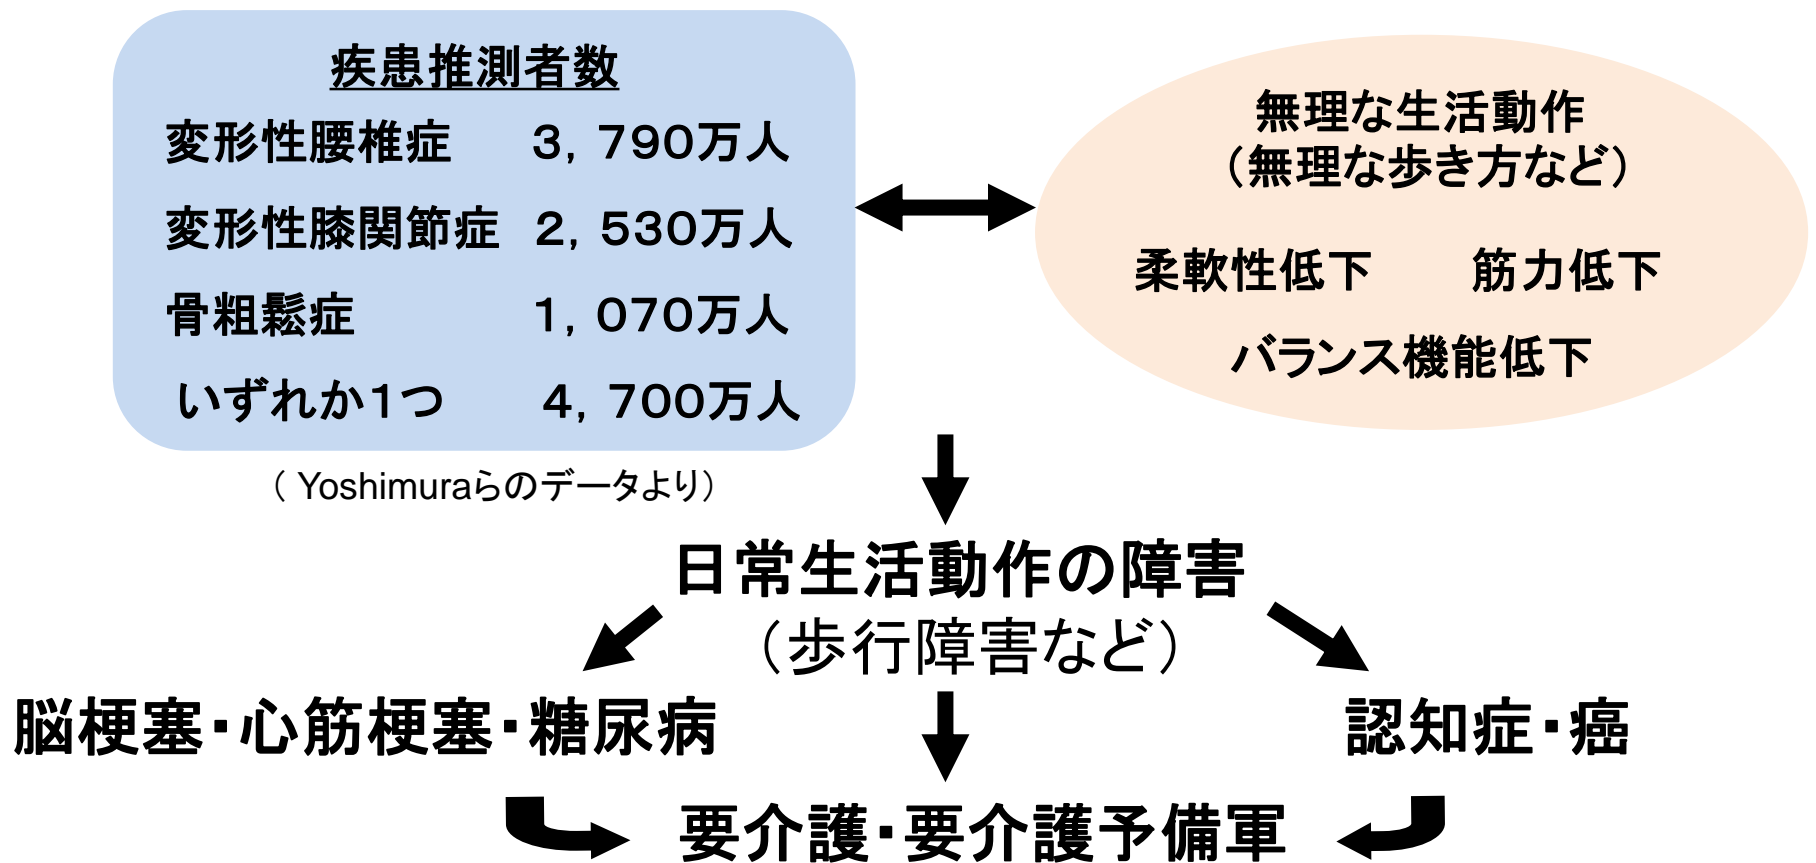 疾患推測者数
変形性腰椎症 3，790万人
変形性膝関節症 2，530万人
骨粗鬆症 1，070万人
いずれか1つ 4，700万人
（ Yoshimuraらのデータより）
無理な生活動作
（無理な歩き方など）
柔軟性低下 筋力低下
バランス機能低下
日常生活動作の障害
（歩行障害など）
脳梗塞・心筋梗塞・糖尿病 認知症・癌
要介護・要介護予備軍